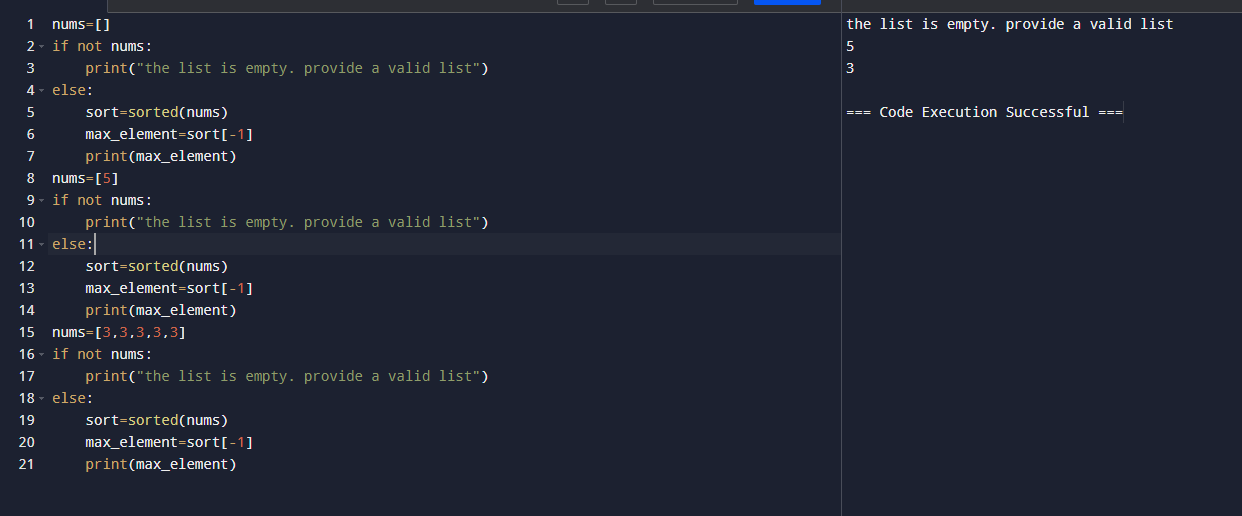 1 nums=[]
2 if not nums:
3     print("the list is empty. provide a valid list")
4 else:
5     sort=sorted(nums)
6     max_element=sort[-1]
7     print(max_element)
8 nums=[5]
9 if not nums:
10     print("the list is empty. provide a valid list")
11 else:
12     sort=sorted(nums)
13     max_element=sort[-1]
14     print(max_element)
15 nums=[3,3,3,3,3]
16 if not nums:
17     print("the list is empty. provide a valid list")
18 else:
19     sort=sorted(nums)
20     max_element=sort[-1]
21     print(max_element)
the list is empty. provide a valid list
5
3
=== Code Execution Successful ===